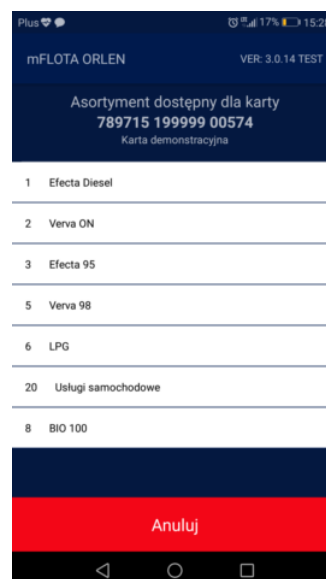 Plus 17% 15:28
mFLOTA ORLEN VER: 3.0.14 TEST
Asortyment dostępny dla karty
789715 199999 00574
Karta demonstracyjna
1 Efecta Diesel
2 Verva ON
3 Efecta 95
5 Verva 98
6 LPG
20 Usługi samochodowe
8 BIO 100
Anuluj